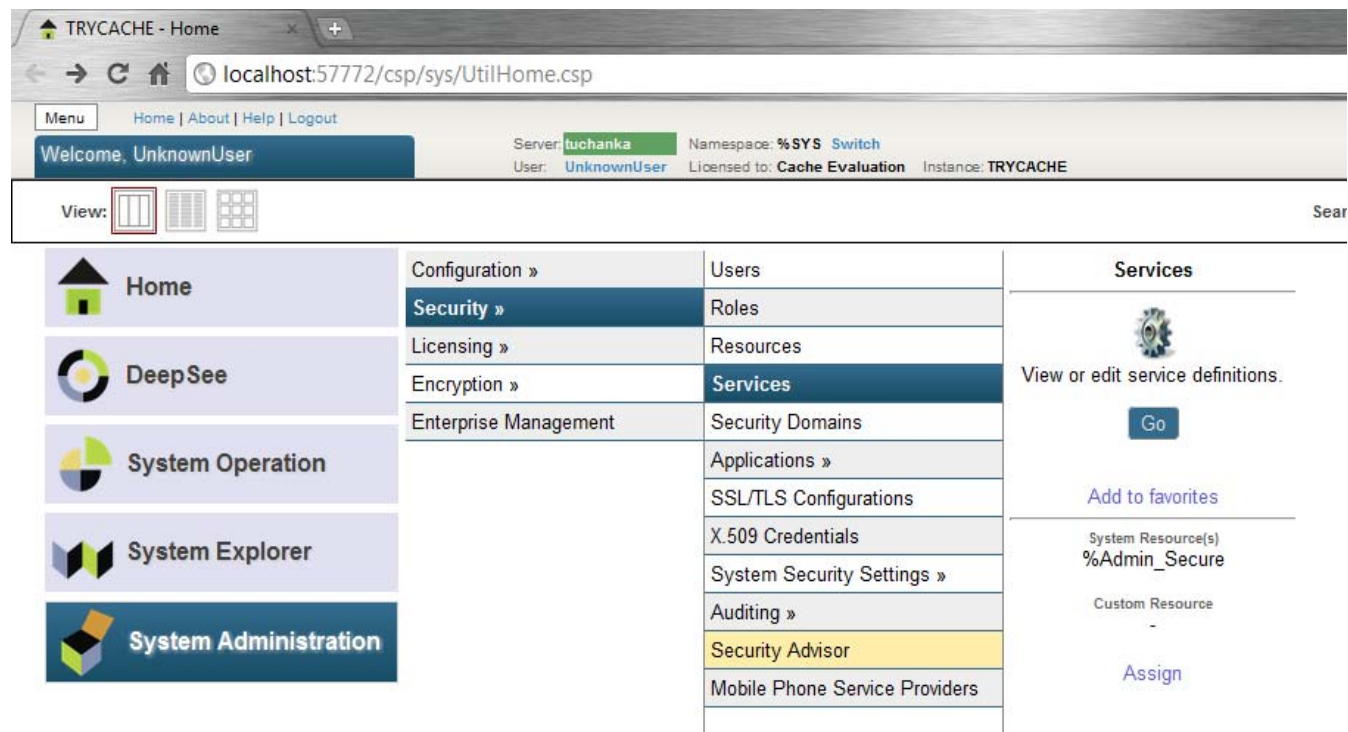 TRYCACHE - Home
localhost:57772/csp/sys/UtilHome.csp
Menu Home | About | Help | Logout
Welcome, UnknownUser
Server: tuchanka Namespace: %SYS Switch
User: UnknownUser Licensed to: Cache Evaluation Instance: TRYCACHE
View:
Sear
Home
DeepSee
System Operation
System Explorer
System Administration
Configuration »
Security »
Licensing »
Encryption »
Enterprise Management
Users
Roles
Resources
Services
Security Domains
Applications »
SSL/TLS Configurations
X.509 Credentials
System Security Settings »
Auditing »
Security Advisor
Mobile Phone Service Providers
Services
View or edit service definitions.
Go
Add to favorites
System Resource(s)
%Admin_Secure
Custom Resource
-
Assign